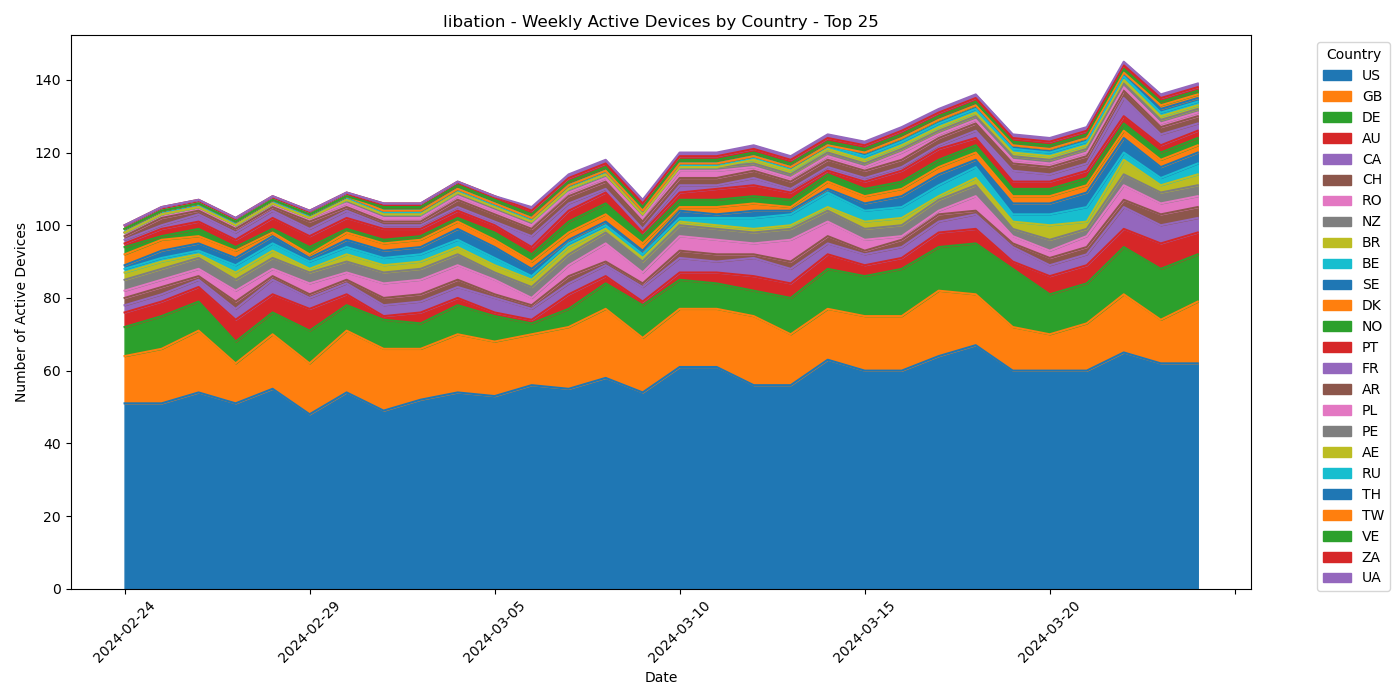 libation - Weekly Active Devices by Country - Top 25
Number of Active Devices
140
120
100
80
60
40
20
0
2024-02-24
2024-02-29
2024-03-05
2024-03-10
2024-03-15
2024-03-20
Date
Country
US
GB
DE
AU
CA
CH
RO
NZ
BR
BE
SE
DK
NO
PT
FR
AR
PL
PE
AE
RU
TH
TW
VE
ZA
UA